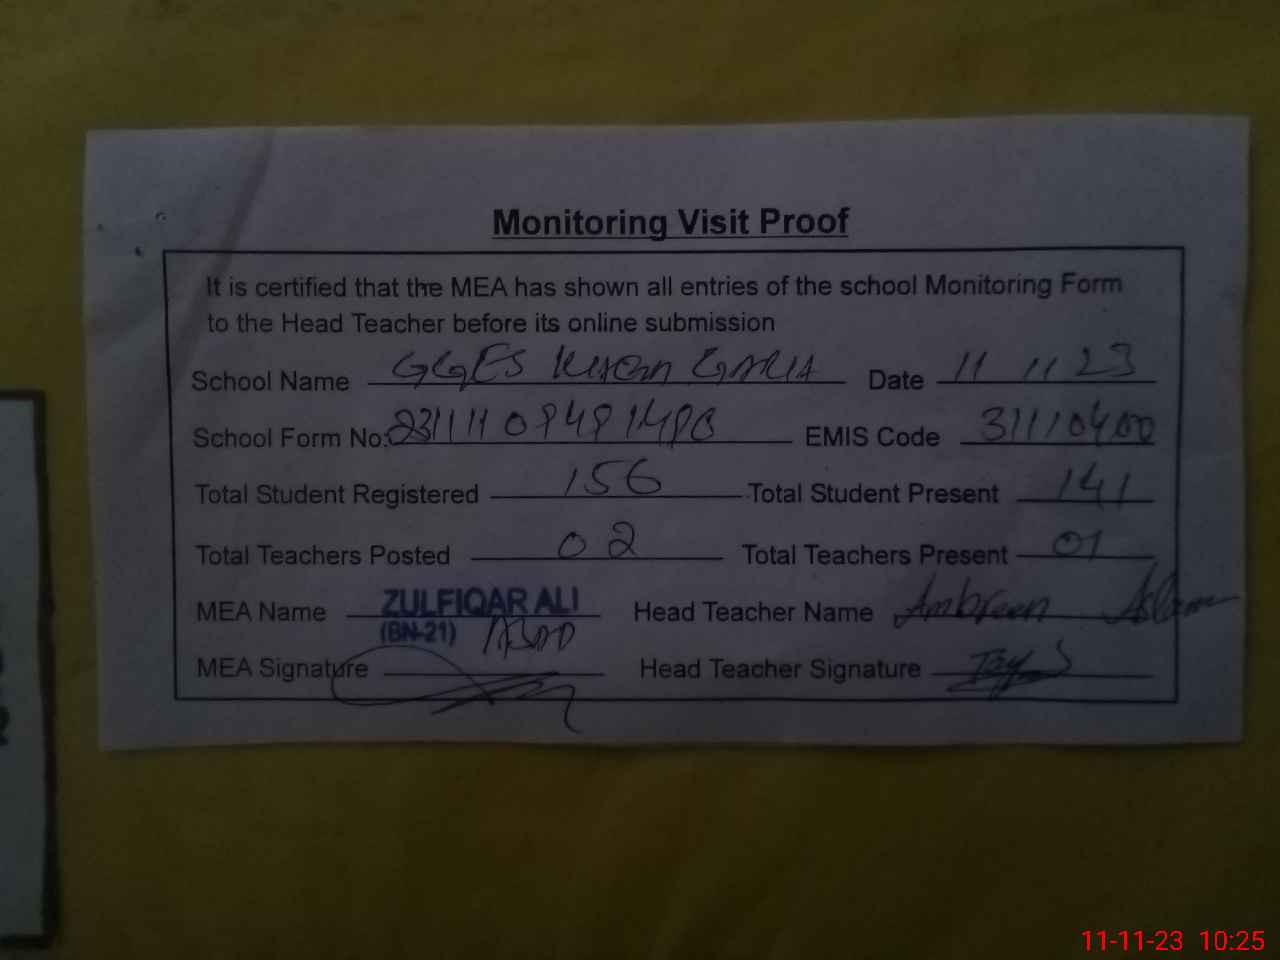 Monitoring Visit Proof
It is certified that the MEA has shown all entries of the school Monitoring Form
to the Head Teacher before its online submission
School Name GGES Date 11 11 23
School Form No: EMIS Code 31110400
Total Student Registered 156 Total Student Present 141
Total Teachers Posted 02 Total Teachers Present 01
MEA Name ZULFIQAR ALI Head Teacher Name Ambreen Aslam
(BN-21)
MEA Signature Head Teacher Signature
11-11-23 10:25